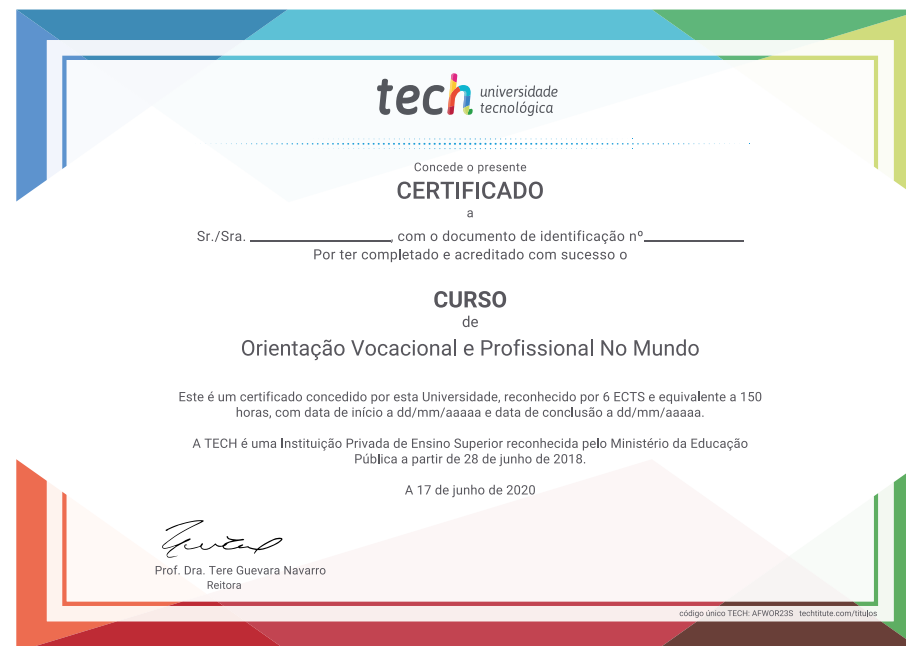 tech universidade
tecnológica
Concede o presente
CERTIFICADO
a
Sr./Sra. ____________, com o documento de identificação nº____________
Por ter completado e acreditado com sucesso o
CURSO
de
Orientação Vocacional e Profissional No Mundo
Este é um certificado concedido por esta Universidade, reconhecido por 6 ECTS e equivalente a 150
horas, com data de início a dd/mm/aaaaa e data de conclusão a dd/mm/aaaaa.
A TECH é uma Instituição Privada de Ensino Superior reconhecida pelo Ministério da Educação
Pública a partir de 28 de junho de 2018.
A 17 de junho de 2020
Prof. Dra. Tere Guevara Navarro
Reitora
código único TECH: AFWOR23S techtitute.com/titulos